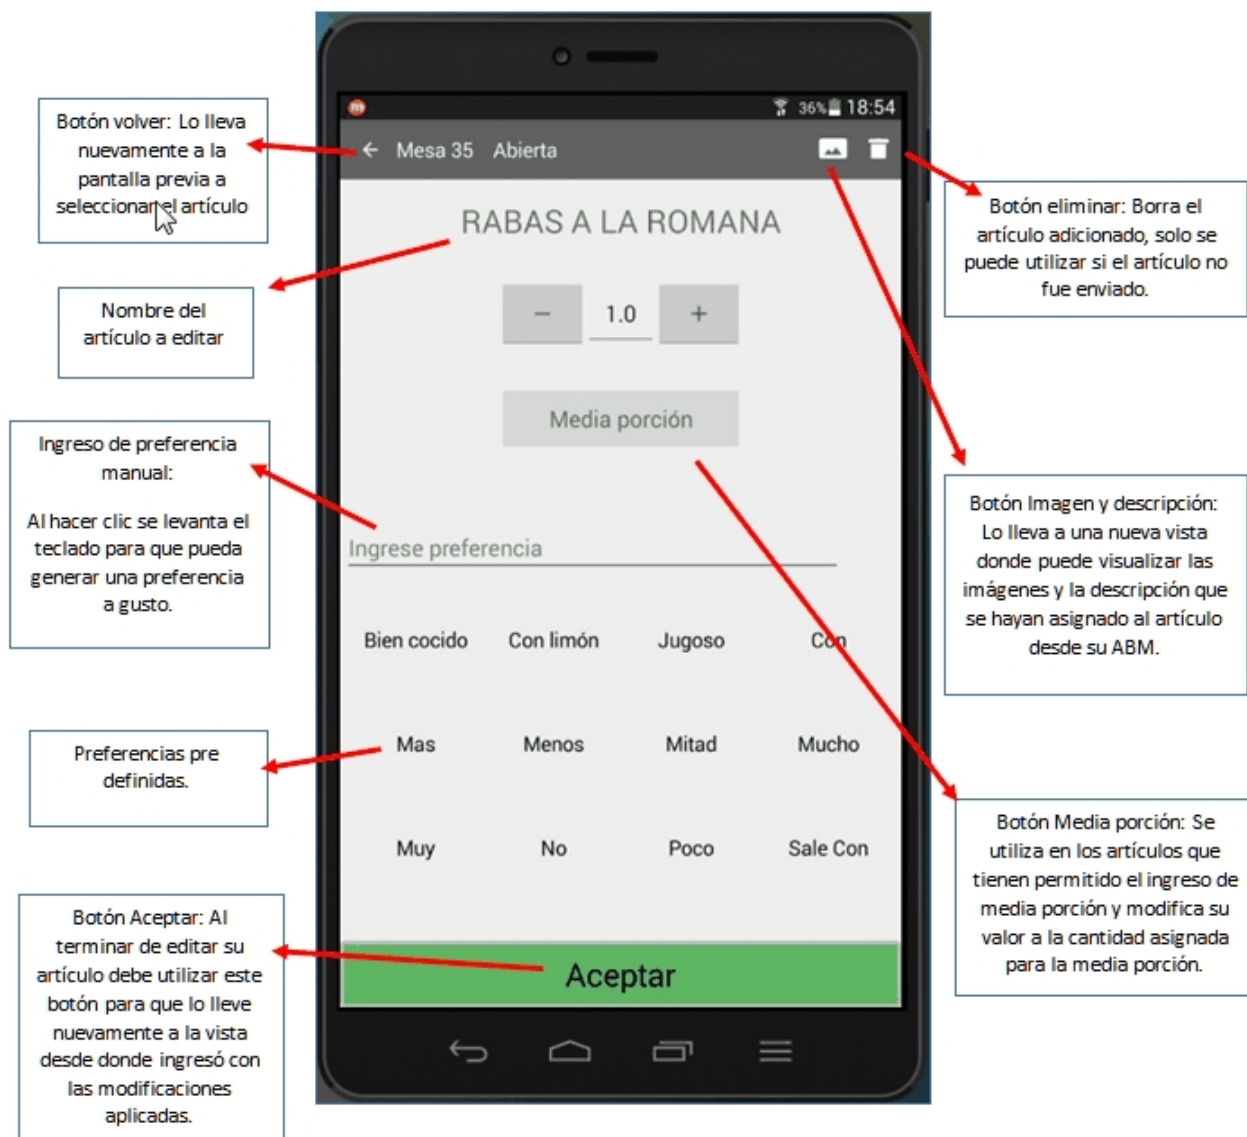 Botón volver: Lo lleva
nuevamente a la
pantalla previa a
seleccionar el artículo
Nombre del
artículo a editar
Ingreso de preferencia
manual:
Al hacer clic se levanta el
teclado para que pueda
generar una preferencia
a gusto.
Preferencias pre
definidas.
Botón Aceptar: Al
terminar de editar su
artículo debe utilizar este
botón para que lo lleve
nuevamente a la vista
desde donde ingresó con
las modificaciones
aplicadas.
m
36% 18:54
Mesa 35 Abierta
RABAS A LA ROMANA
− 1.0 +
Media porción
Ingrese preferencia
Bien cocido Con limón Jugoso Con
Mas Menos Mitad Mucho
Muy No Poco Sale Con
Aceptar
Botón eliminar: Borra el
artículo adicionado, solo se
puede utilizar si el artículo no
fue enviado.
Botón Imagen y descripción:
Lo lleva a una nueva vista
donde puede visualizar las
imágenes y la descripción que
se hayan asignado al artículo
desde su ABM.
Botón Media porción: Se
utiliza en los artículos que
tienen permitido el ingreso de
media porción y modifica su
valor a la cantidad asignada
para la media porción.